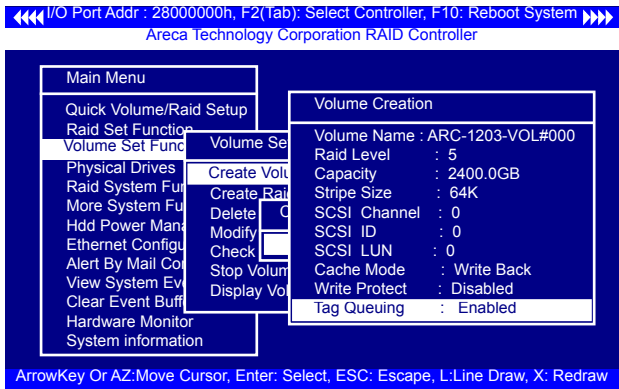 I/O Port Addr : 28000000h, F2(Tab): Select Controller, F10: Reboot System
Areca Technology Corporation RAID Controller
Main Menu
Quick Volume/Raid Setup
Raid Set Function
Volume Set Func
Physical Drives
Raid System Fun
More System Fu
Hdd Power Mana
Ethernet Configu
Alert By Mail Con
View System Ev
Clear Event Buff
Hardware Monitor
System information
Volume Se
Create Volu
Create Raid
Delete
Modify
Check
Stop Volum
Display Vol
C
Volume Creation
Volume Name : ARC-1203-VOL#000
Raid Level : 5
Capacity : 2400.0GB
Stripe Size : 64K
SCSI Channel : 0
SCSI ID : 0
SCSI LUN : 0
Cache Mode : Write Back
Write Protect : Disabled
Tag Queuing : Enabled
ArrowKey Or AZ:Move Cursor, Enter: Select, ESC: Escape, L:Line Draw, X: Redraw